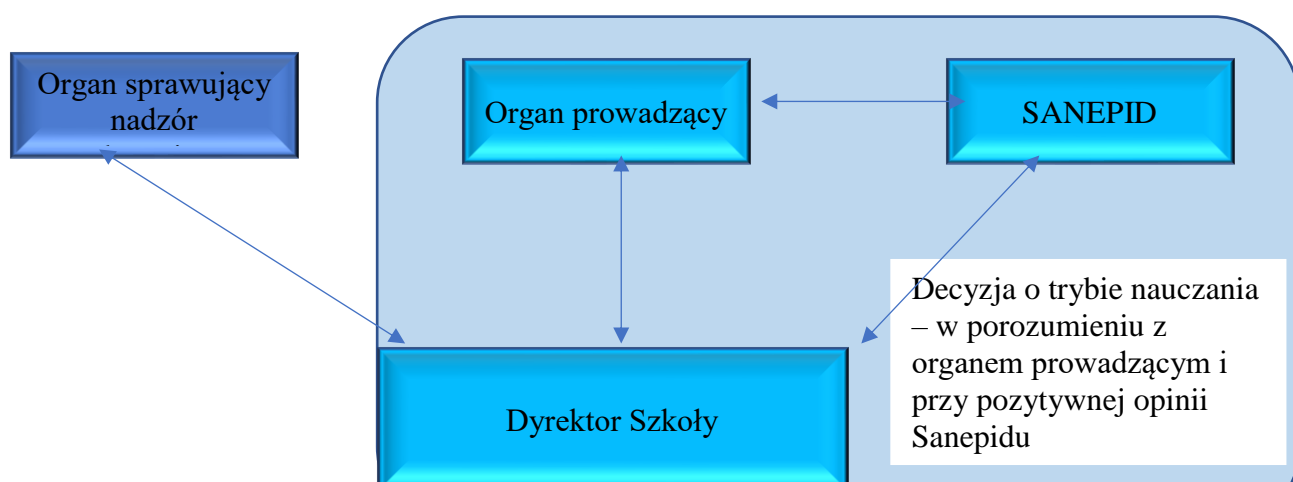 Organ sprawujący
nadzór
Organ prowadzący
SANEPID
Decyzja o trybie nauczania
– w porozumieniu z
organem prowadzącym i
przy pozytywnej opinii
Sanepidu
Dyrektor Szkoły